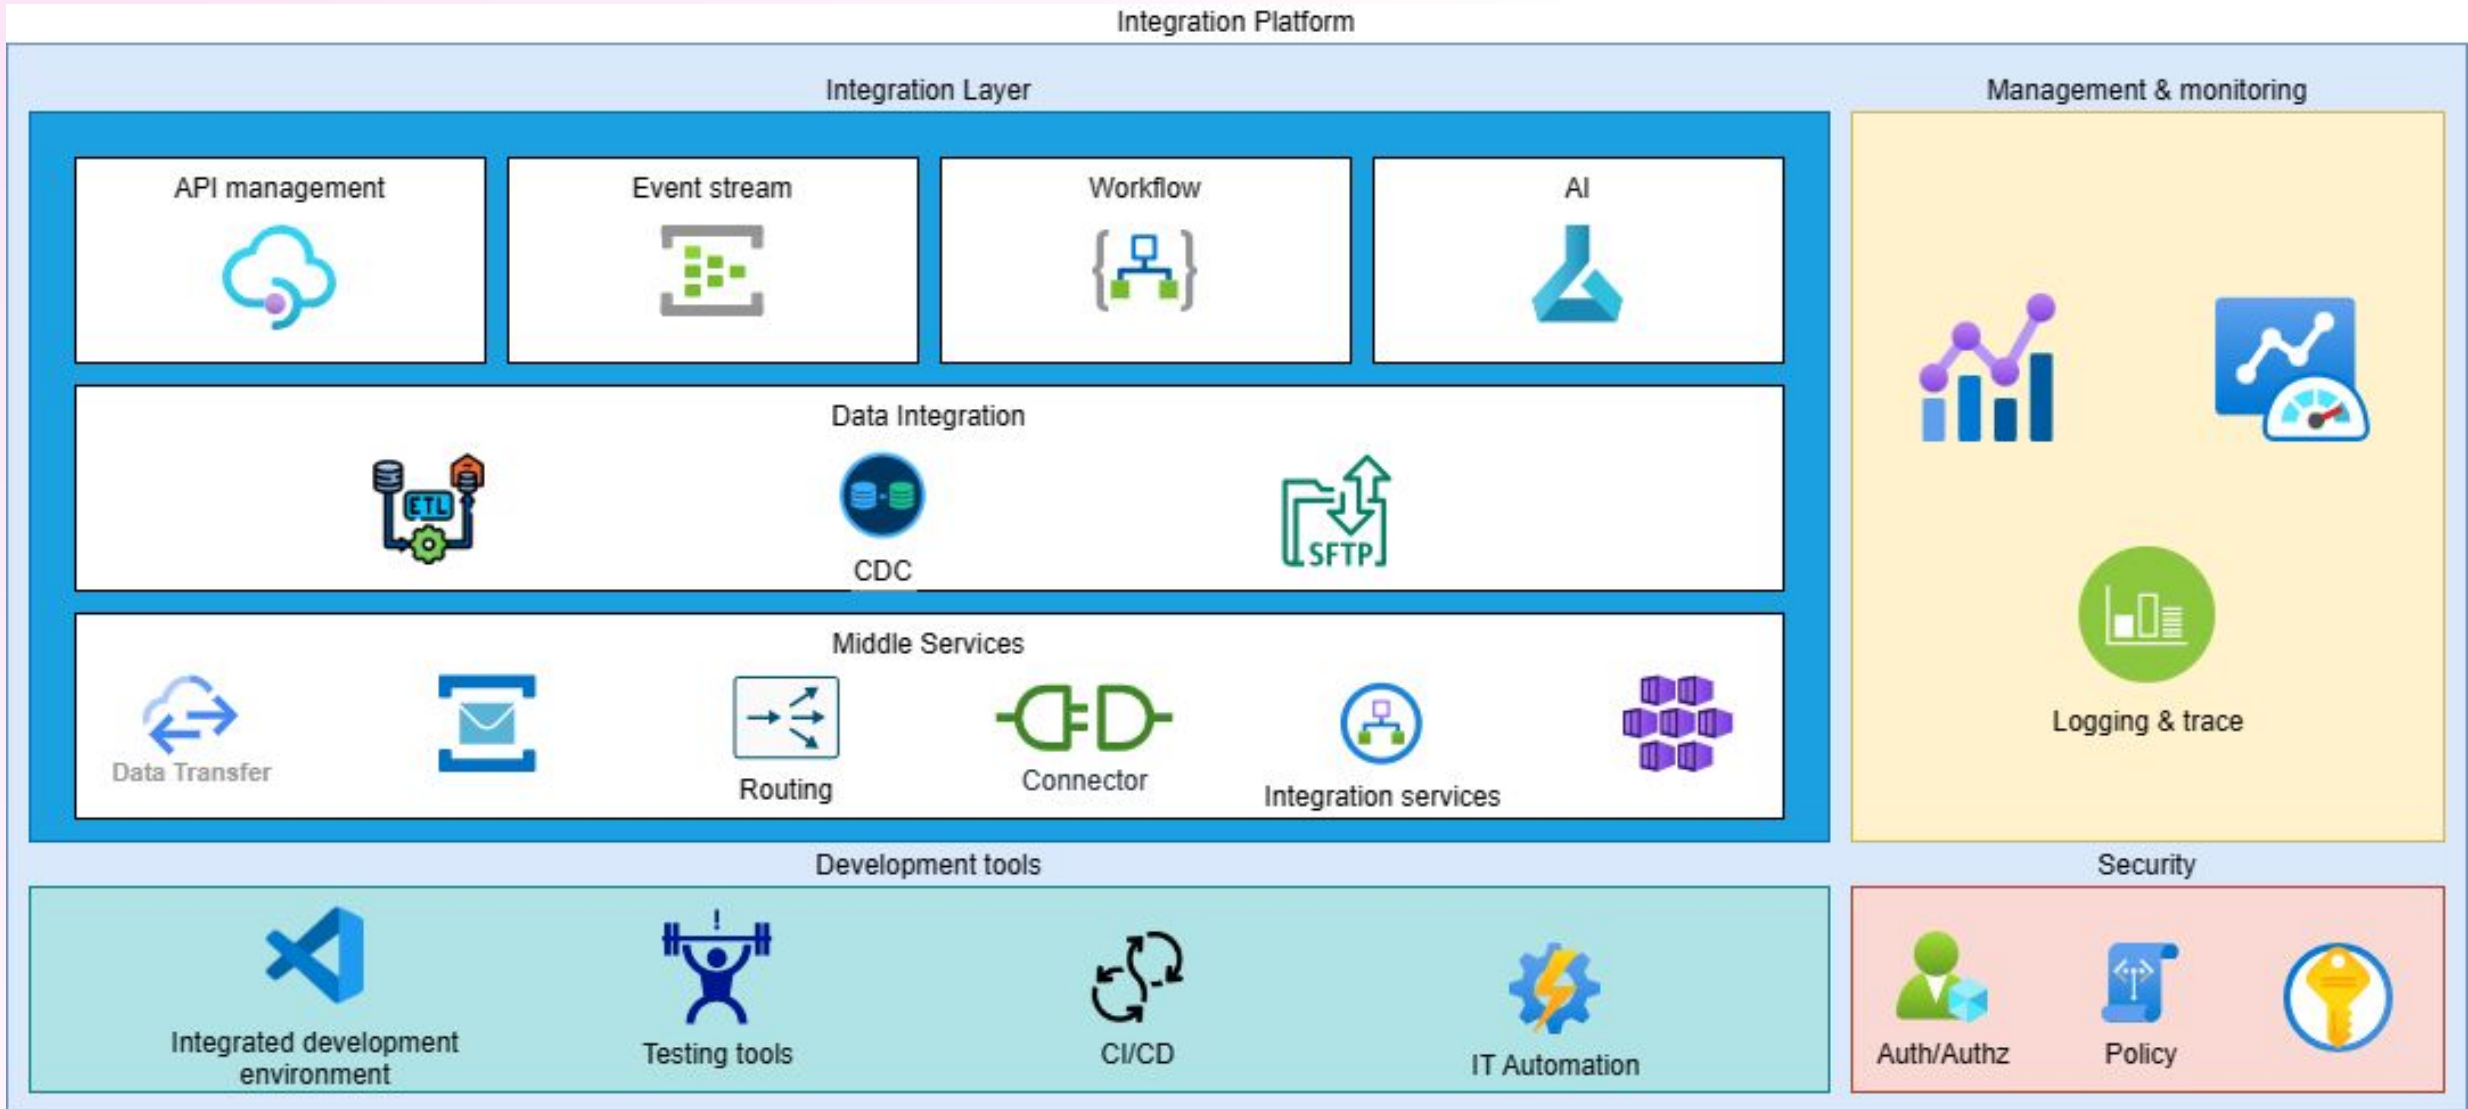 Integration Platform
Integration Layer
Management & monitoring
API management
Event stream
Workflow
AI
Data Integration
ETL
CDC
SFTP
Middle Services
Data Transfer
Routing
Connector
Integration services
Logging & trace
Development tools
Security
Integrated development
environment
Testing tools
CI/CD
IT Automation
Auth/Authz
Policy